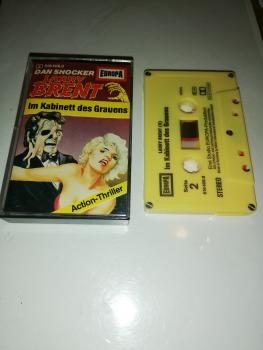 DAN SHOCKER
EUROPA
LARRY
BRENT
Im Kabinett des Grauens
Action-Thriller
LARRY BRENT
Im Kabinett des Grauens
EUROPA
Seite
2
STEREO